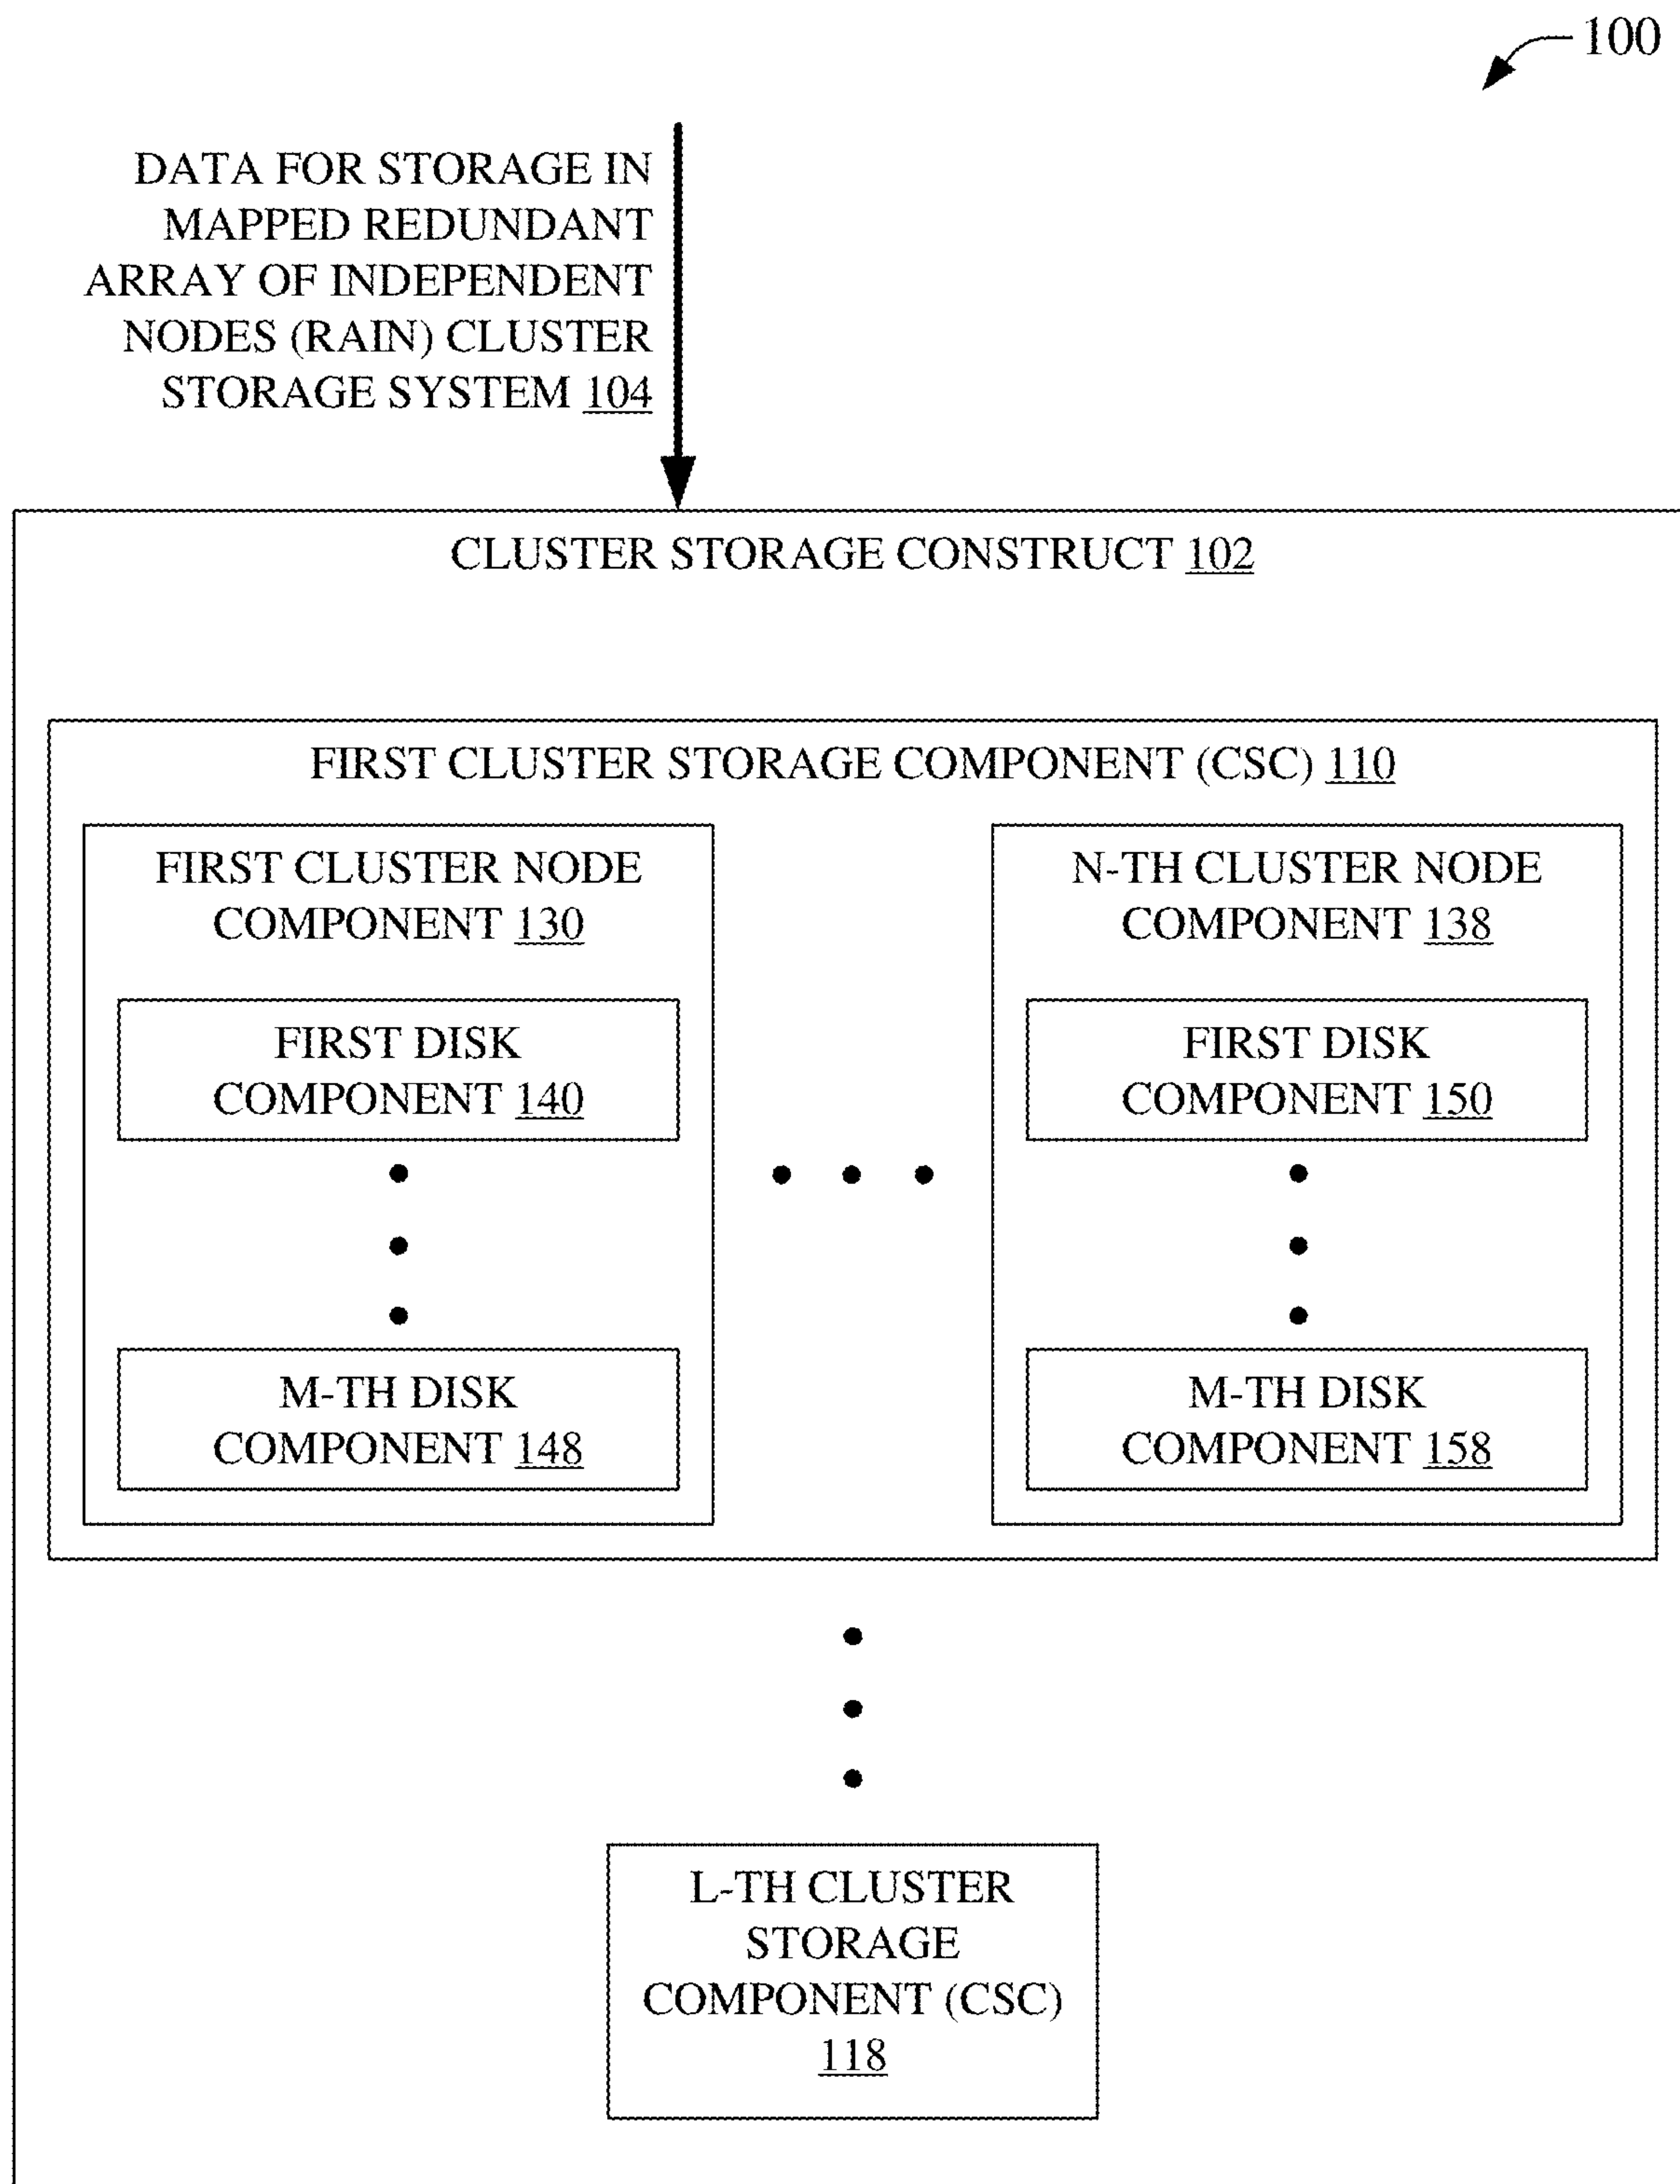 100
DATA FOR STORAGE IN
MAPPED REDUNDANT
ARRAY OF INDEPENDENT
NODES (RAIN) CLUSTER
STORAGE SYSTEM 104
CLUSTER STORAGE CONSTRUCT 102
FIRST CLUSTER STORAGE COMPONENT (CSC) 110
FIRST CLUSTER NODE
COMPONENT 130
FIRST DISK
COMPONENT 140
M-TH DISK
COMPONENT 148
N-TH CLUSTER NODE
COMPONENT 138
FIRST DISK
COMPONENT 150
M-TH DISK
COMPONENT 158
L-TH CLUSTER
STORAGE
COMPONENT (CSC)
118